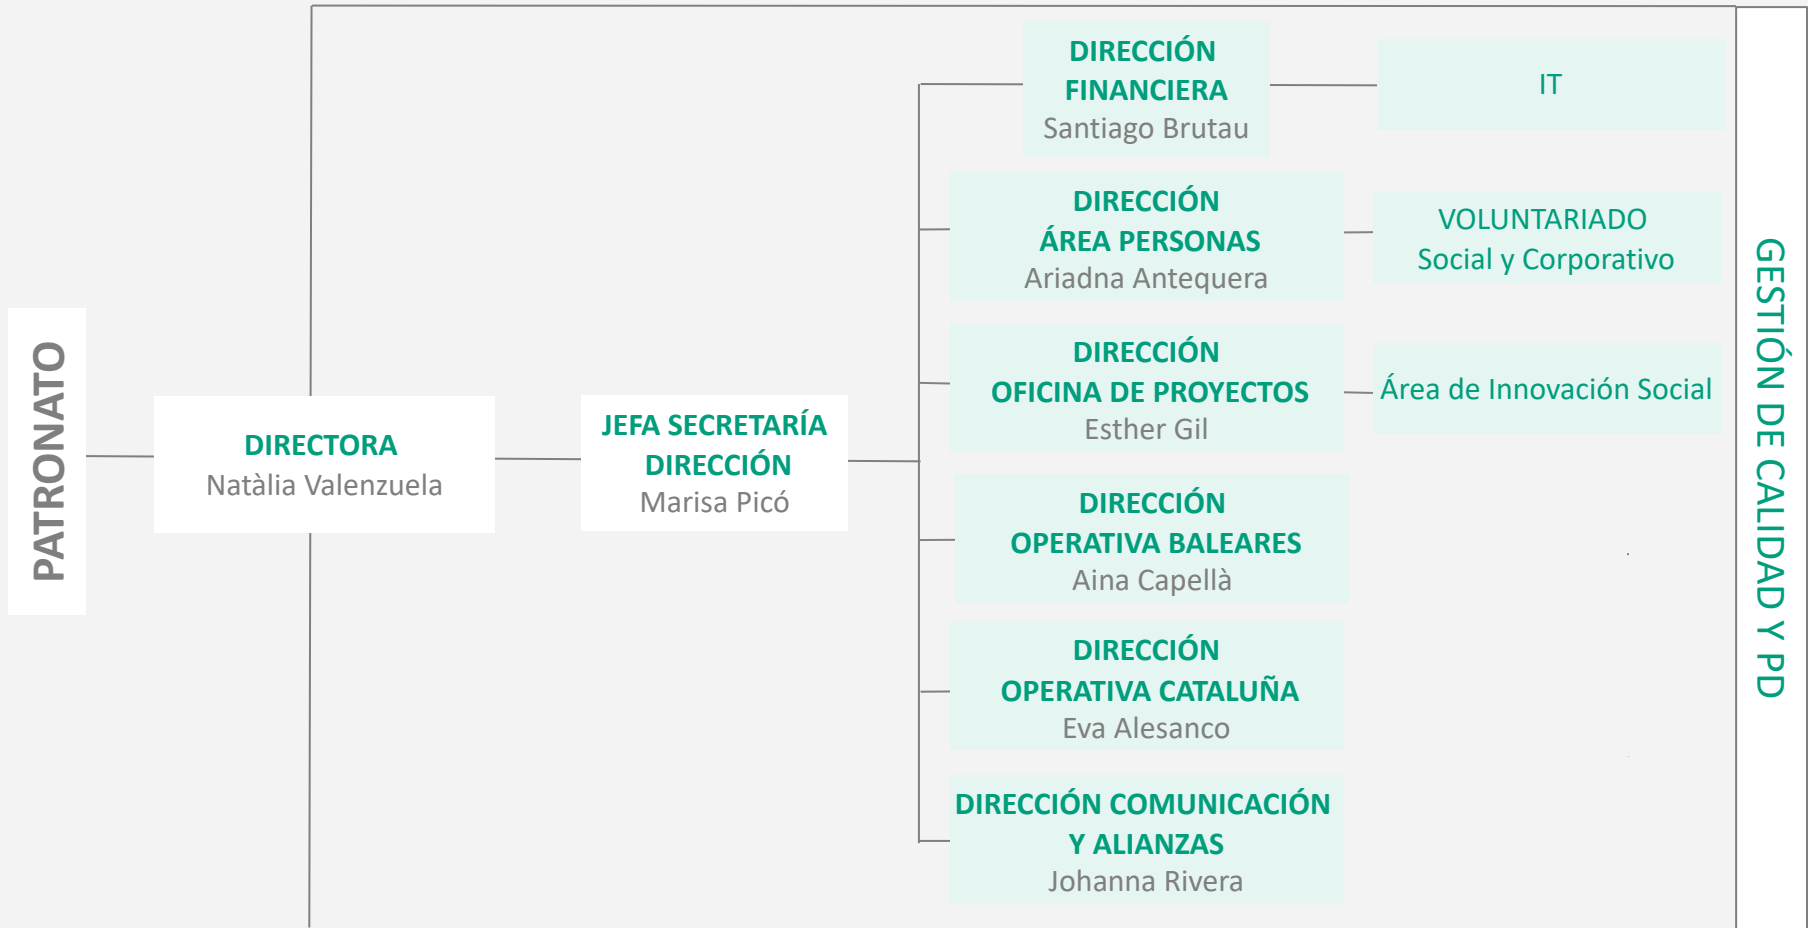 PATRONATO
DIRECTORA
Natàlia Valenzuela
JEFA SECRETARÍA
DIRECCIÓN
Marisa Picó
DIRECCIÓN
FINANCIERA
Santiago Brutau
IT
DIRECCIÓN
ÁREA PERSONAS
Ariadna Antequera
VOLUNTARIADO
Social y Corporativo
DIRECCIÓN
OFICINA DE PROYECTOS
Esther Gil
Área de Innovación Social
DIRECCIÓN
OPERATIVA BALEARES
Aina Capellà
DIRECCIÓN
OPERATIVA CATALUÑA
Eva Alesanco
DIRECCIÓN COMUNICACIÓN
Y ALIANZAS
Johanna Rivera
GESTIÓN DE CALIDAD Y PD